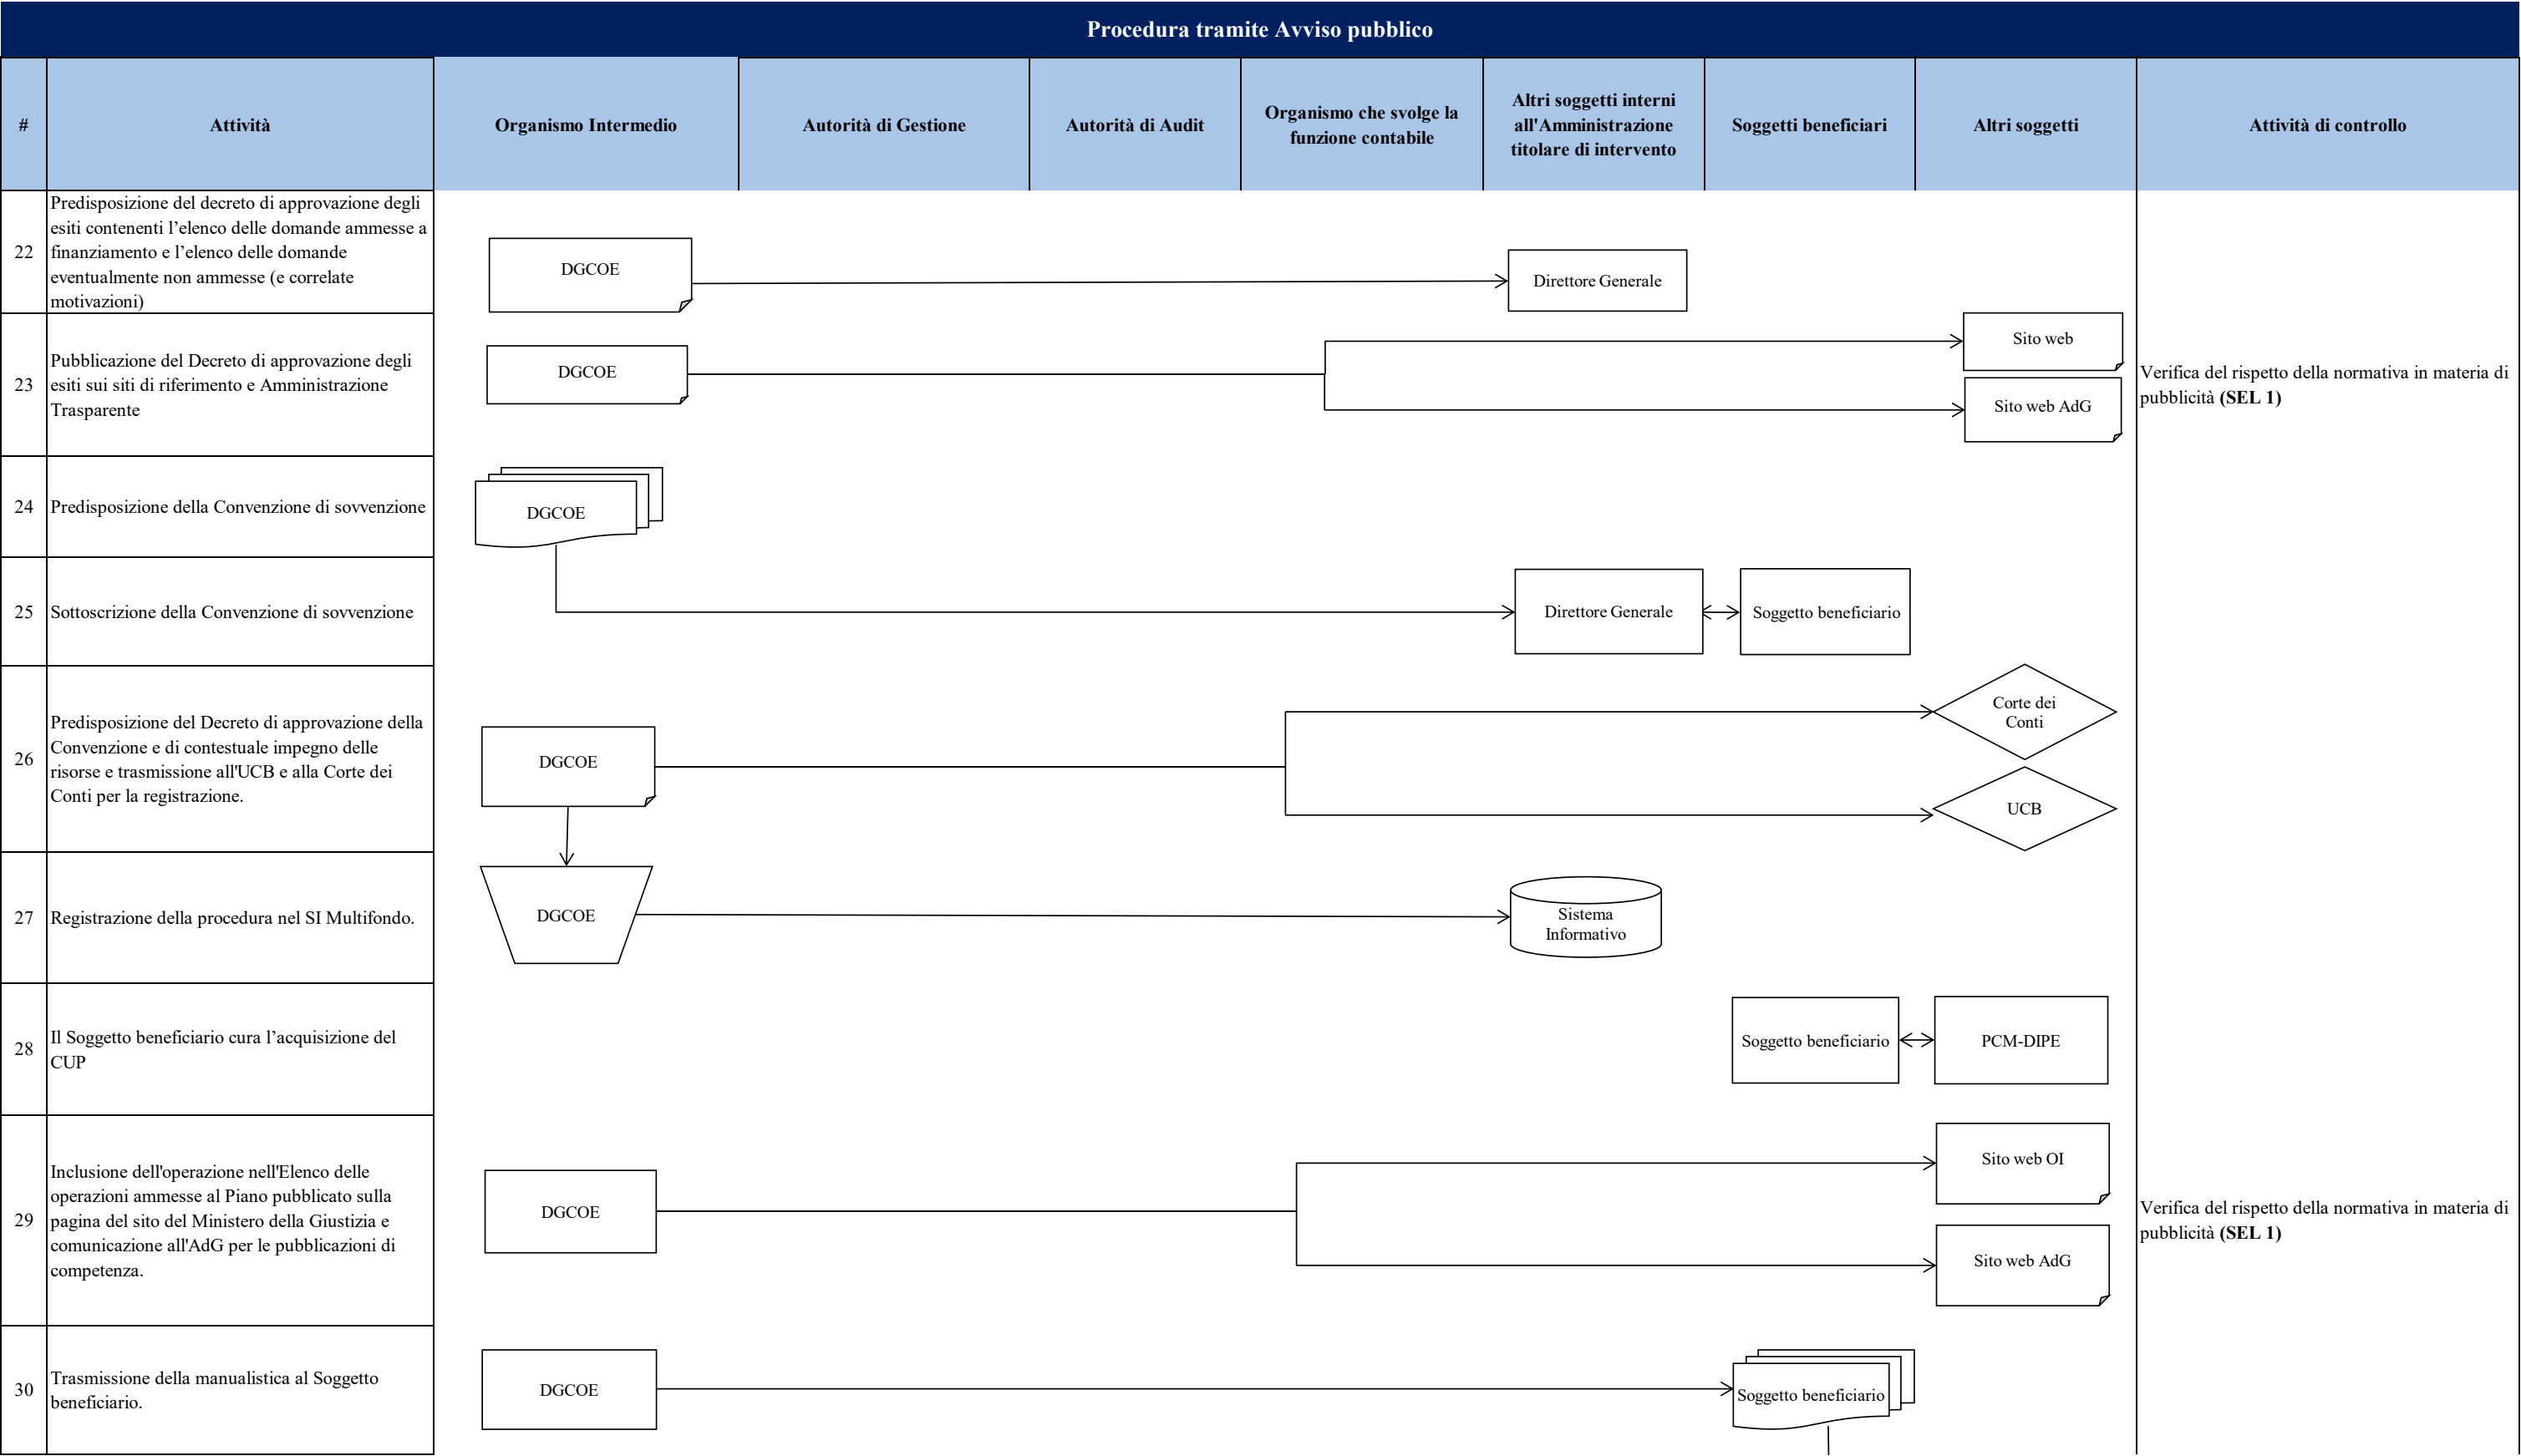 Procedura tramite Avviso pubblico
#
Attività
Organismo Intermedio
Autorità di Gestione
Autorità di Audit
Organismo che svolge la
funzione contabile
Altri soggetti interni
all'Amministrazione
titolare di intervento
Soggetti beneficiari
Altri soggetti
Attività di controllo
22
Predisposizione del decreto di approvazione degli
esiti contenenti l’elenco delle domande ammesse a
finanziamento e l’elenco delle domande
eventualmente non ammesse (e correlate
motivazioni)
DGCOE
Direttore Generale
23
Pubblicazione del Decreto di approvazione degli
esiti sui siti di riferimento e Amministrazione
Trasparente
DGCOE
Sito web
Sito web AdG
Verifica del rispetto della normativa in materia di
pubblicità (SEL 1)
24
Predisposizione della Convenzione di sovvenzione
DGCOE
25
Sottoscrizione della Convenzione di sovvenzione
Direttore Generale
Soggetto beneficiario
26
Predisposizione del Decreto di approvazione della
Convenzione e di contestuale impegno delle
risorse e trasmissione all'UCB e alla Corte dei
Conti per la registrazione.
DGCOE
Corte dei
Conti
UCB
27
Registrazione della procedura nel SI Multifondo.
DGCOE
Sistema
Informativo
28
Il Soggetto beneficiario cura l’acquisizione del
CUP
Soggetto beneficiario
PCM-DIPE
29
Inclusione dell'operazione nell'Elenco delle
operazioni ammesse al Piano pubblicato sulla
pagina del sito del Ministero della Giustizia e
comunicazione all'AdG per le pubblicazioni di
competenza.
DGCOE
Sito web OI
Sito web AdG
Verifica del rispetto della normativa in materia di
pubblicità (SEL 1)
30
Trasmissione della manualistica al Soggetto
beneficiario.
DGCOE
Soggetto beneficiario